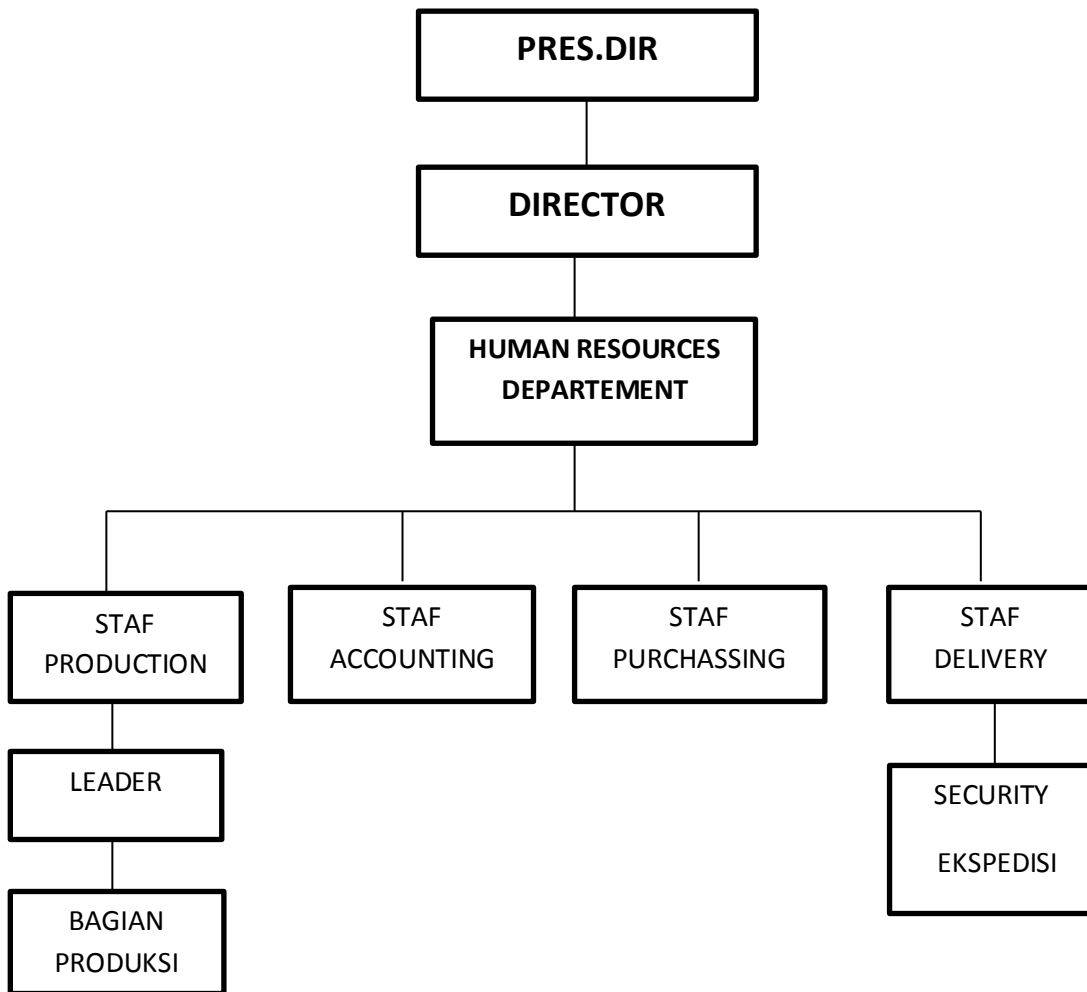 PRES.DIR
DIRECTOR
HUMAN RESOURCES
DEPARTEMENT
STAF
PRODUCTION
STAF
ACCOUNTING
STAF
PURCHASSING
STAF
DELIVERY
LEADER
SECURITY
EKSPEDISI
BAGIAN
PRODUKSI